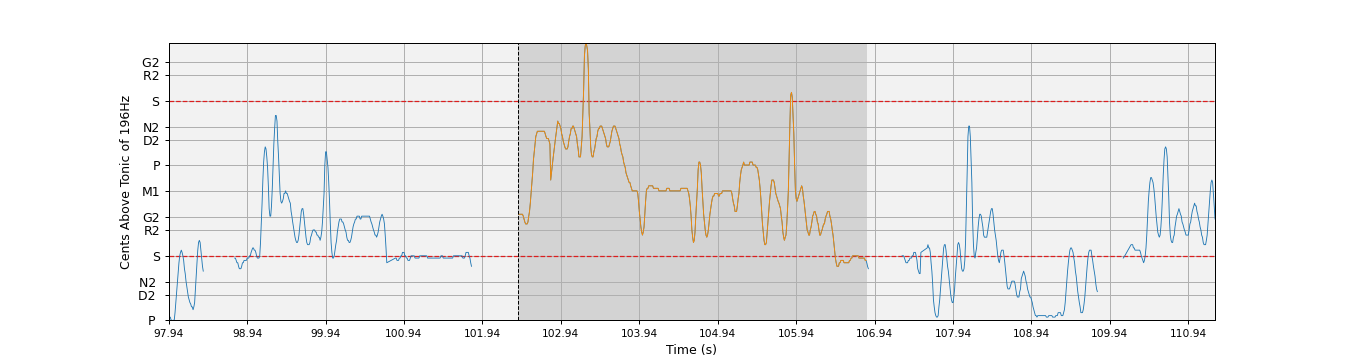 Cents Above Tonic of 196Hz
G2
R2
S
N2
D2
P
M1
G2
R2
S
N2
D2
P
97.94 98.94 99.94 100.94 101.94 102.94 103.94 104.94 105.94 106.94 107.94 108.94 109.94 110.94
Time (s)